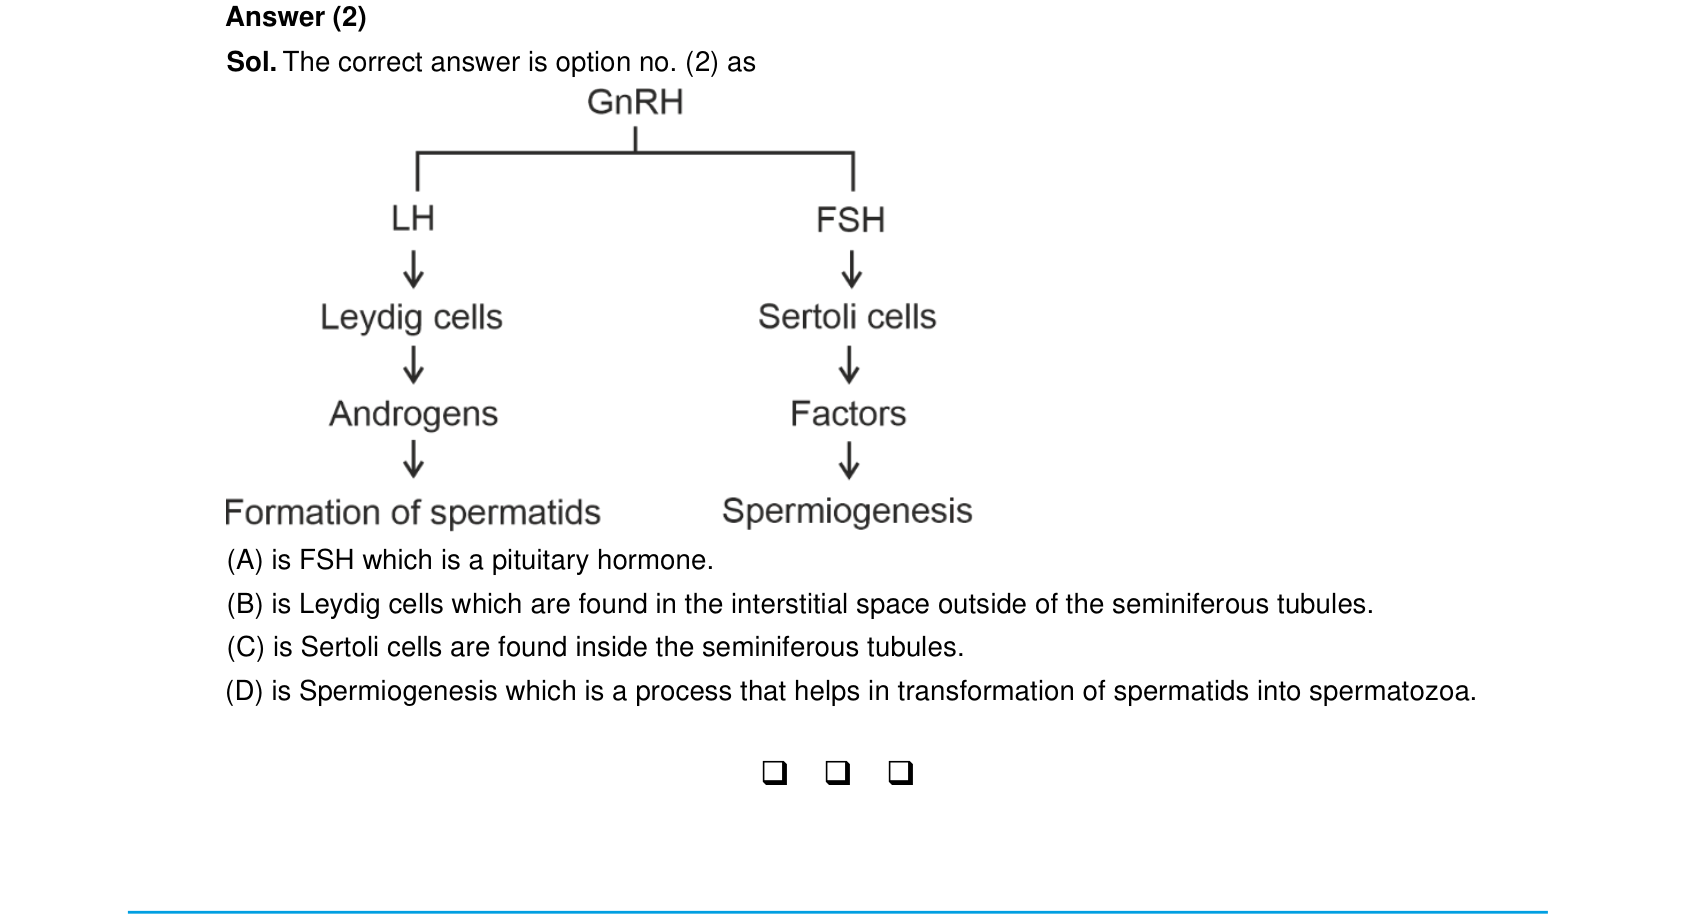 Answer (2)
Sol. The correct answer is option no. (2) as
GnRH
LH FSH
Leydig cells Sertoli cells
Androgens Factors
Formation of spermatids Spermiogenesis
(A) is FSH which is a pituitary hormone.
(B) is Leydig cells which are found in the interstitial space outside of the seminiferous tubules.
(C) is Sertoli cells are found inside the seminiferous tubules.
(D) is Spermiogenesis which is a process that helps in transformation of spermatids into spermatozoa.